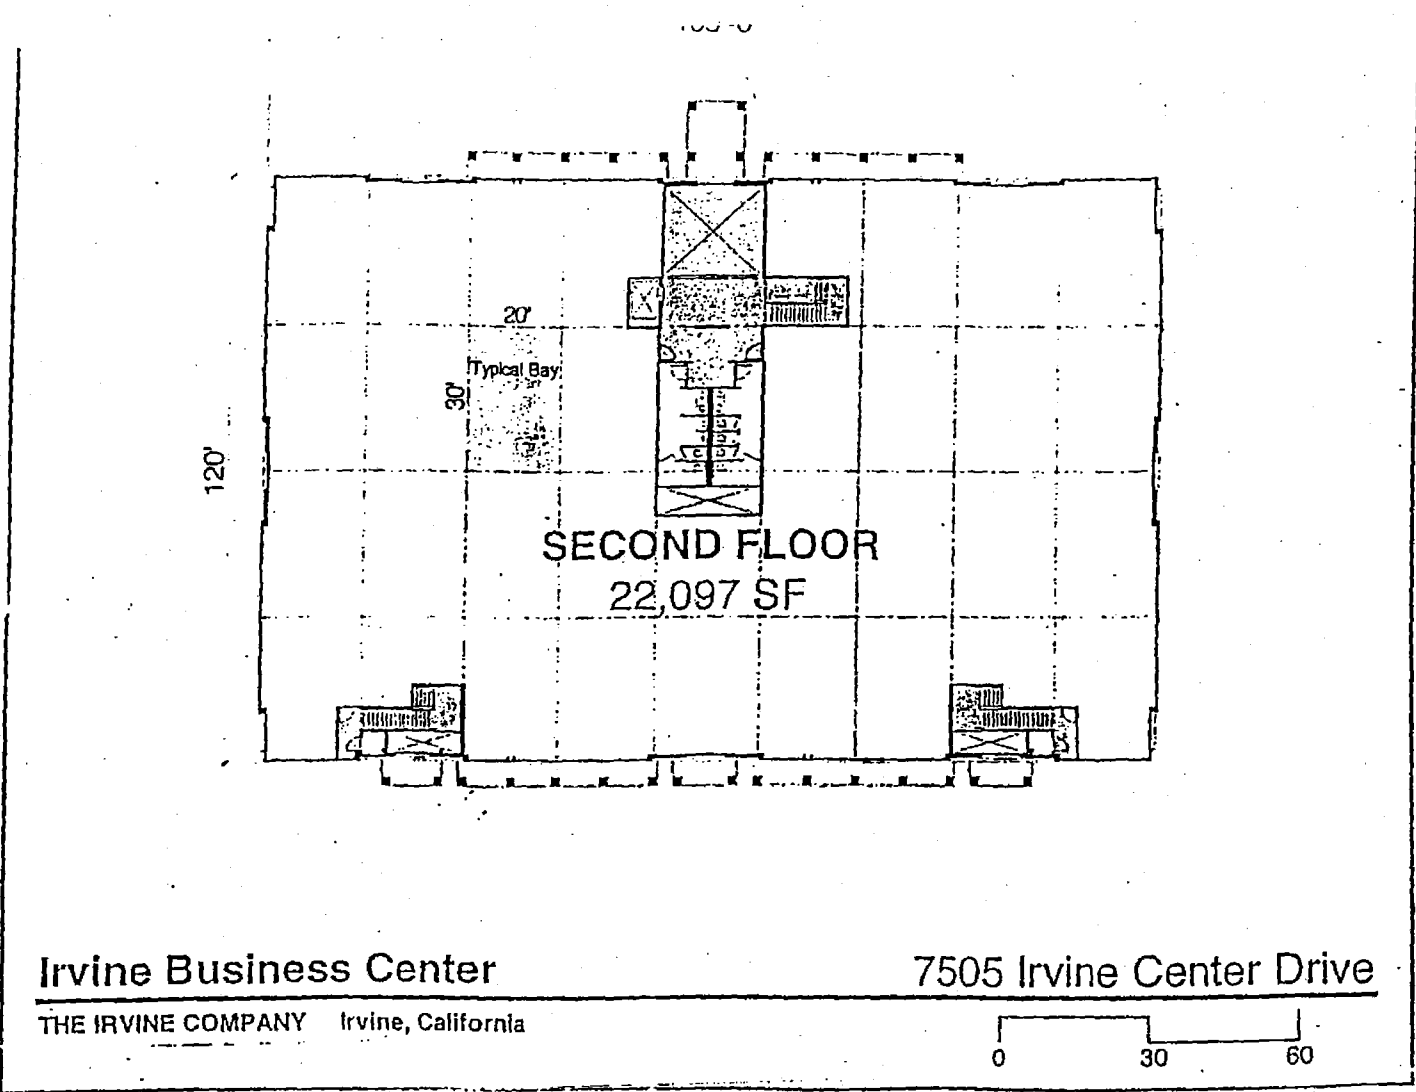 20'
Typical Bay
30'
120'
SECOND FLOOR
22,097 SF
Irvine Business Center
7505 Irvine Center Drive
THE IRVINE COMPANY Irvine, California
0 30 60